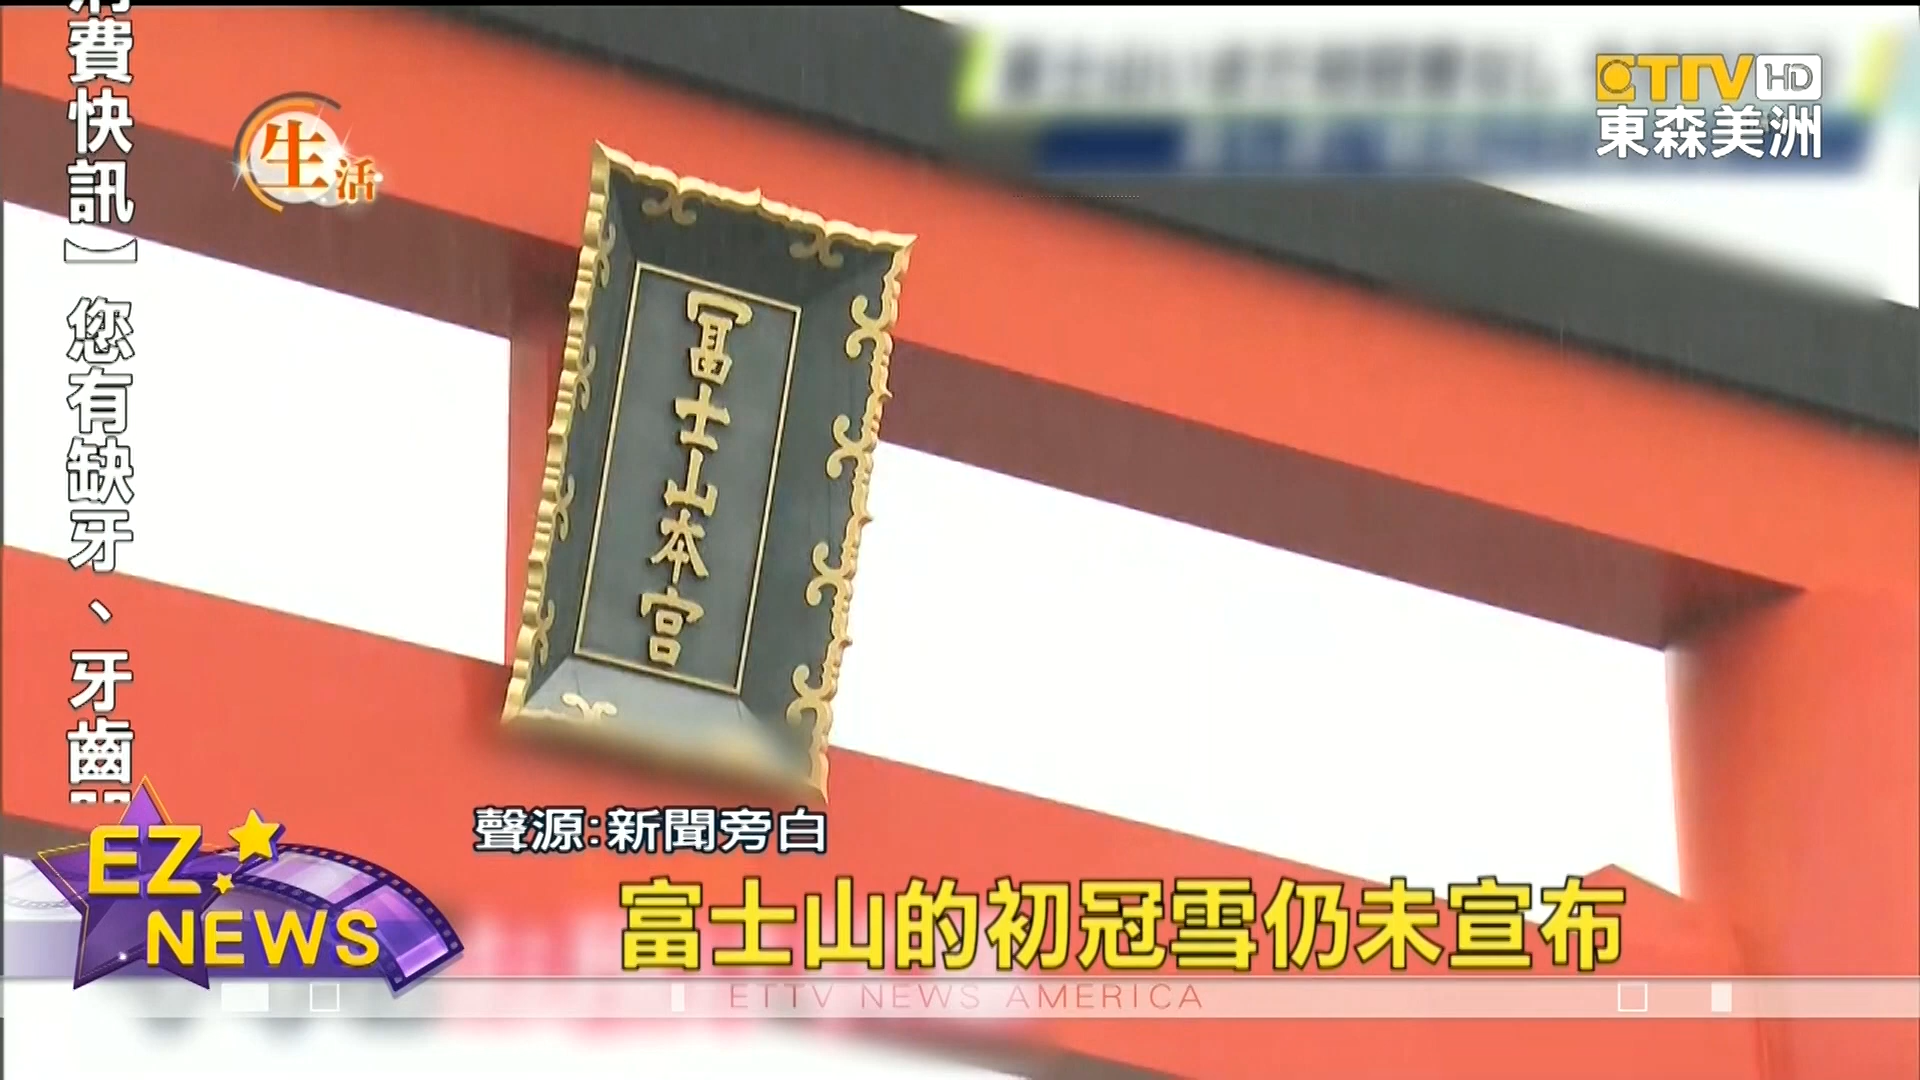 消費快訊】您有缺牙、牙齒
生活
ETTV HD
東森美洲
冨士山本宮
聲源:新聞旁白
富士山的初冠雪仍未宣布
EZ NEWS
ETTV NEWS AMERICA